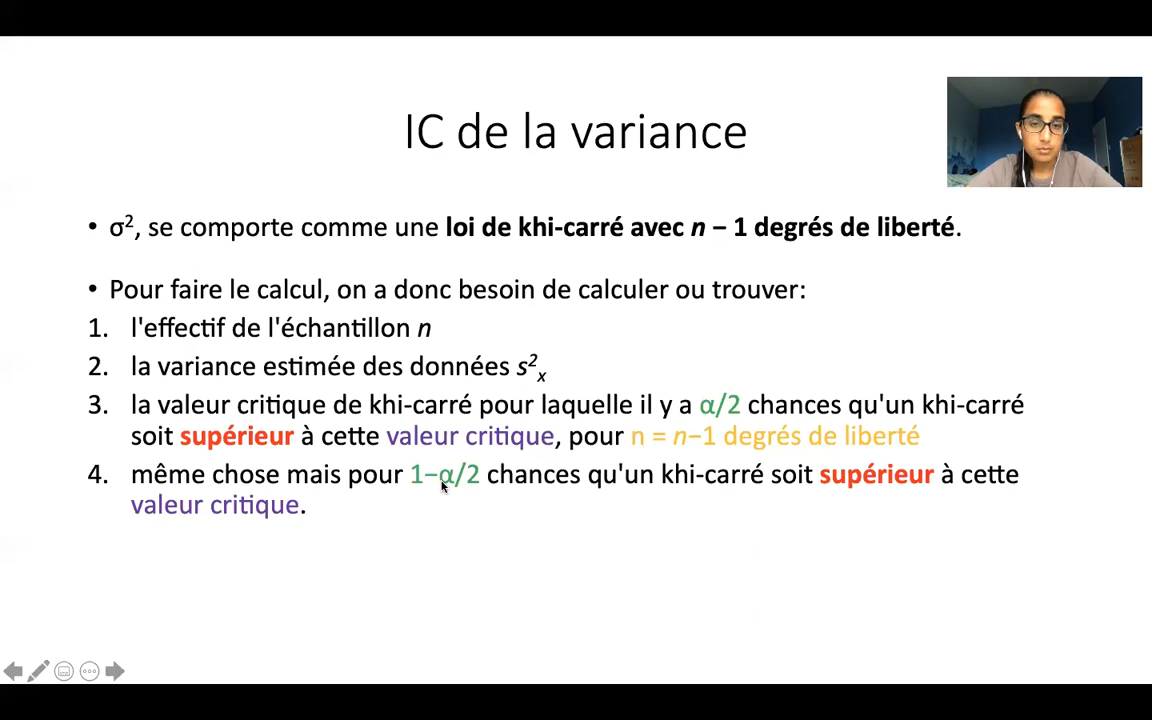 IC de la variance
• σ², se comporte comme une loi de khi-carré avec n − 1 degrés de liberté.
• Pour faire le calcul, on a donc besoin de calculer ou trouver:
1. l'effectif de l'échantillon n
2. la variance estimée des données s²ₓ
3. la valeur critique de khi-carré pour laquelle il y a α/2 chances qu'un khi-carré
soit supérieur à cette valeur critique, pour n = n−1 degrés de liberté
4. même chose mais pour 1−α/2 chances qu'un khi-carré soit supérieur à cette
valeur critique.